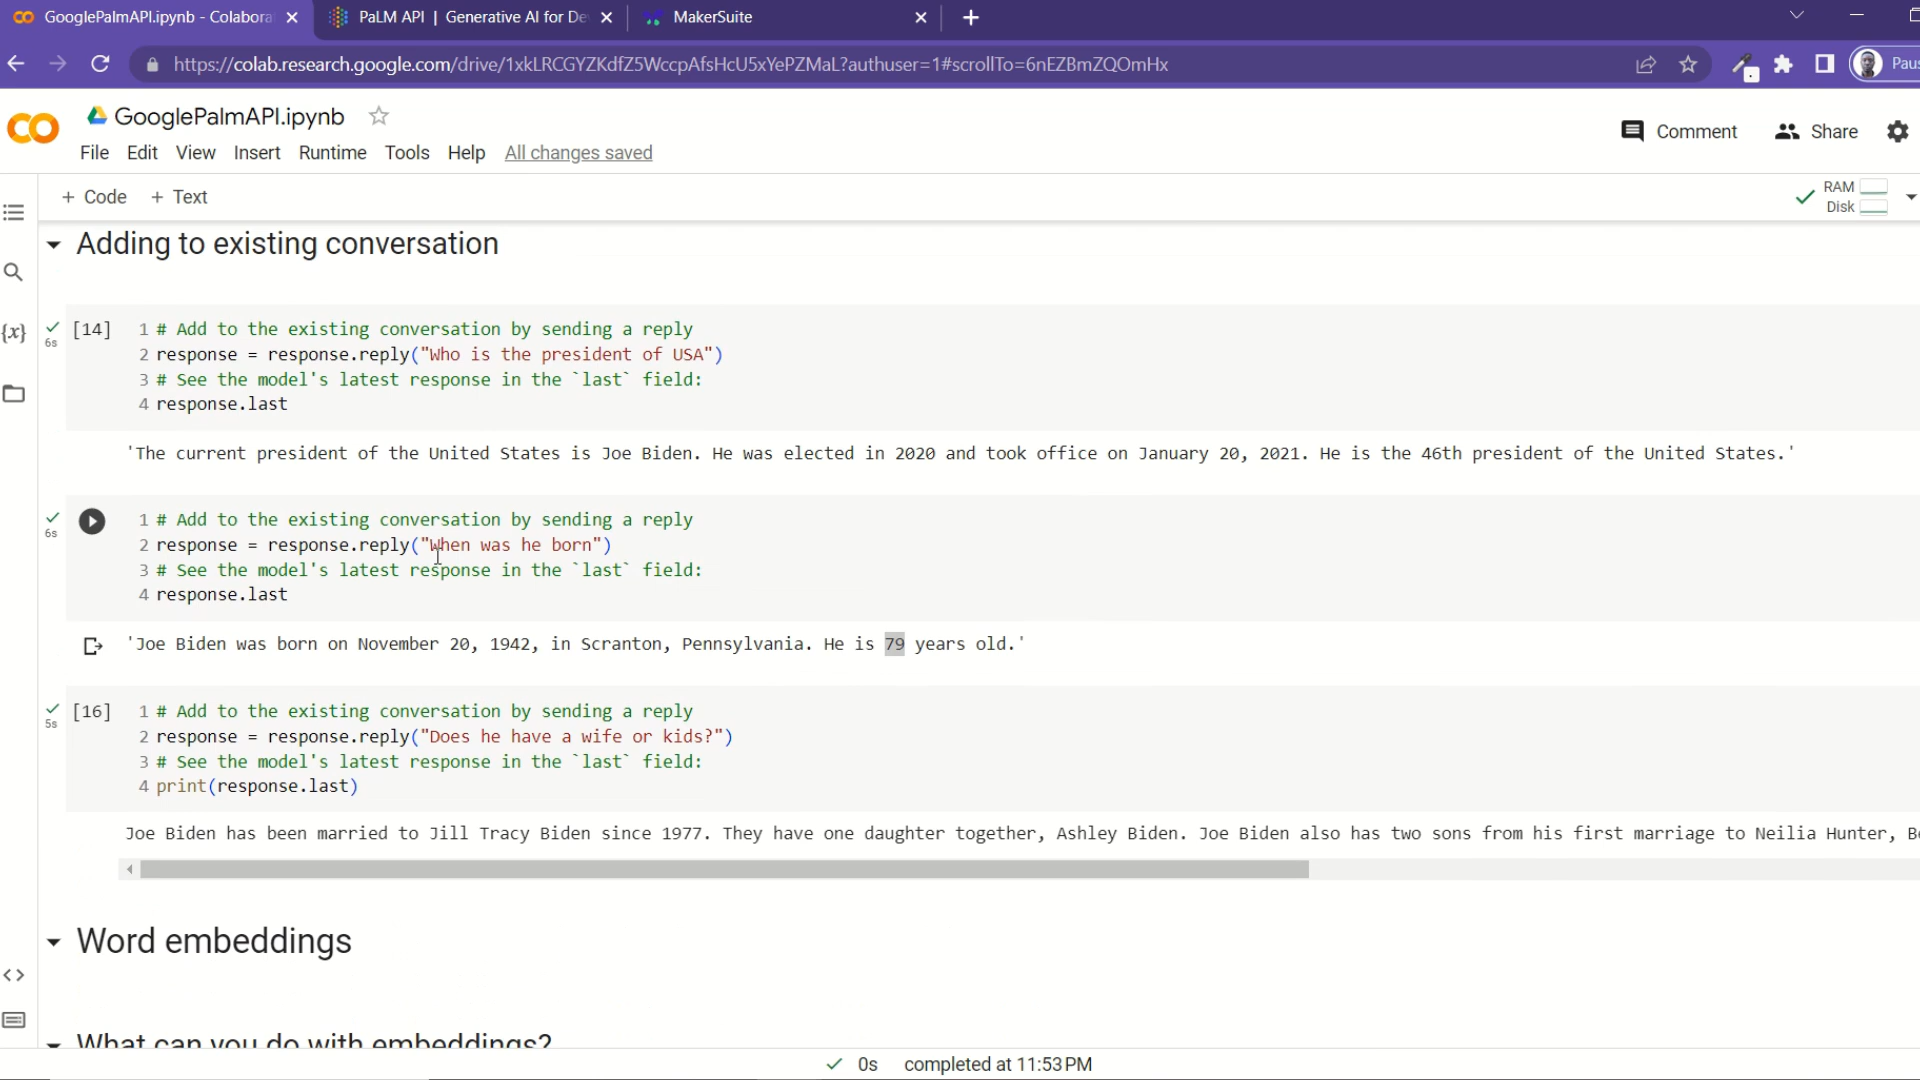 GooglePalmAPI.ipynb - Colabora
PaLM API | Generative AI for De
MakerSuite
https://colab.research.google.com/drive/1xkLRCGYZKdfZ5WccpAfsHcU5xYePZMaL?authuser=1#scrollTo=6nEZBmZQOmHx
Paus
GooglePalmAPI.ipynb
Comment
Share
File Edit View Insert Runtime Tools Help All changes saved
+ Code + Text
RAM
Disk
Adding to existing conversation
{x}
6s
[14]
1 # Add to the existing conversation by sending a reply
2 response = response.reply("Who is the president of USA")
3 # See the model's latest response in the `last` field:
4 response.last
'The current president of the United States is Joe Biden. He was elected in 2020 and took office on January 20, 2021. He is the 46th president of the United States.'
6s
1 # Add to the existing conversation by sending a reply
2 response = response.reply("When was he born")
3 # See the model's latest response in the `last` field:
4 response.last
'Joe Biden was born on November 20, 1942, in Scranton, Pennsylvania. He is 79 years old.'
5s
[16]
1 # Add to the existing conversation by sending a reply
2 response = response.reply("Does he have a wife or kids?")
3 # See the model's latest response in the `last` field:
4 print(response.last)
Joe Biden has been married to Jill Tracy Biden since 1977. They have one daughter together, Ashley Biden. Joe Biden also has two sons from his first marriage to Neilia Hunter, Be
Word embeddings
What can you do with embeddings?
0s completed at 11:53 PM